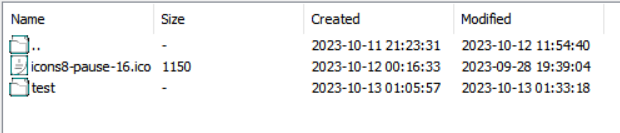 Name Size Created Modified
.. - 2023-10-11 21:23:31 2023-10-12 11:54:40
icons8-pause-16.ico 1150 2023-10-12 00:16:33 2023-09-28 19:39:04
test - 2023-10-13 01:05:57 2023-10-13 01:33:18